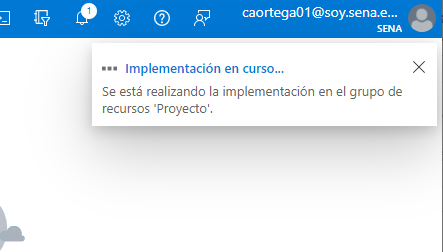 1
caortega01@soy.sena.e...
SENA
Implementación en curso...
Se está realizando la implementación en el grupo de
recursos 'Proyecto'.